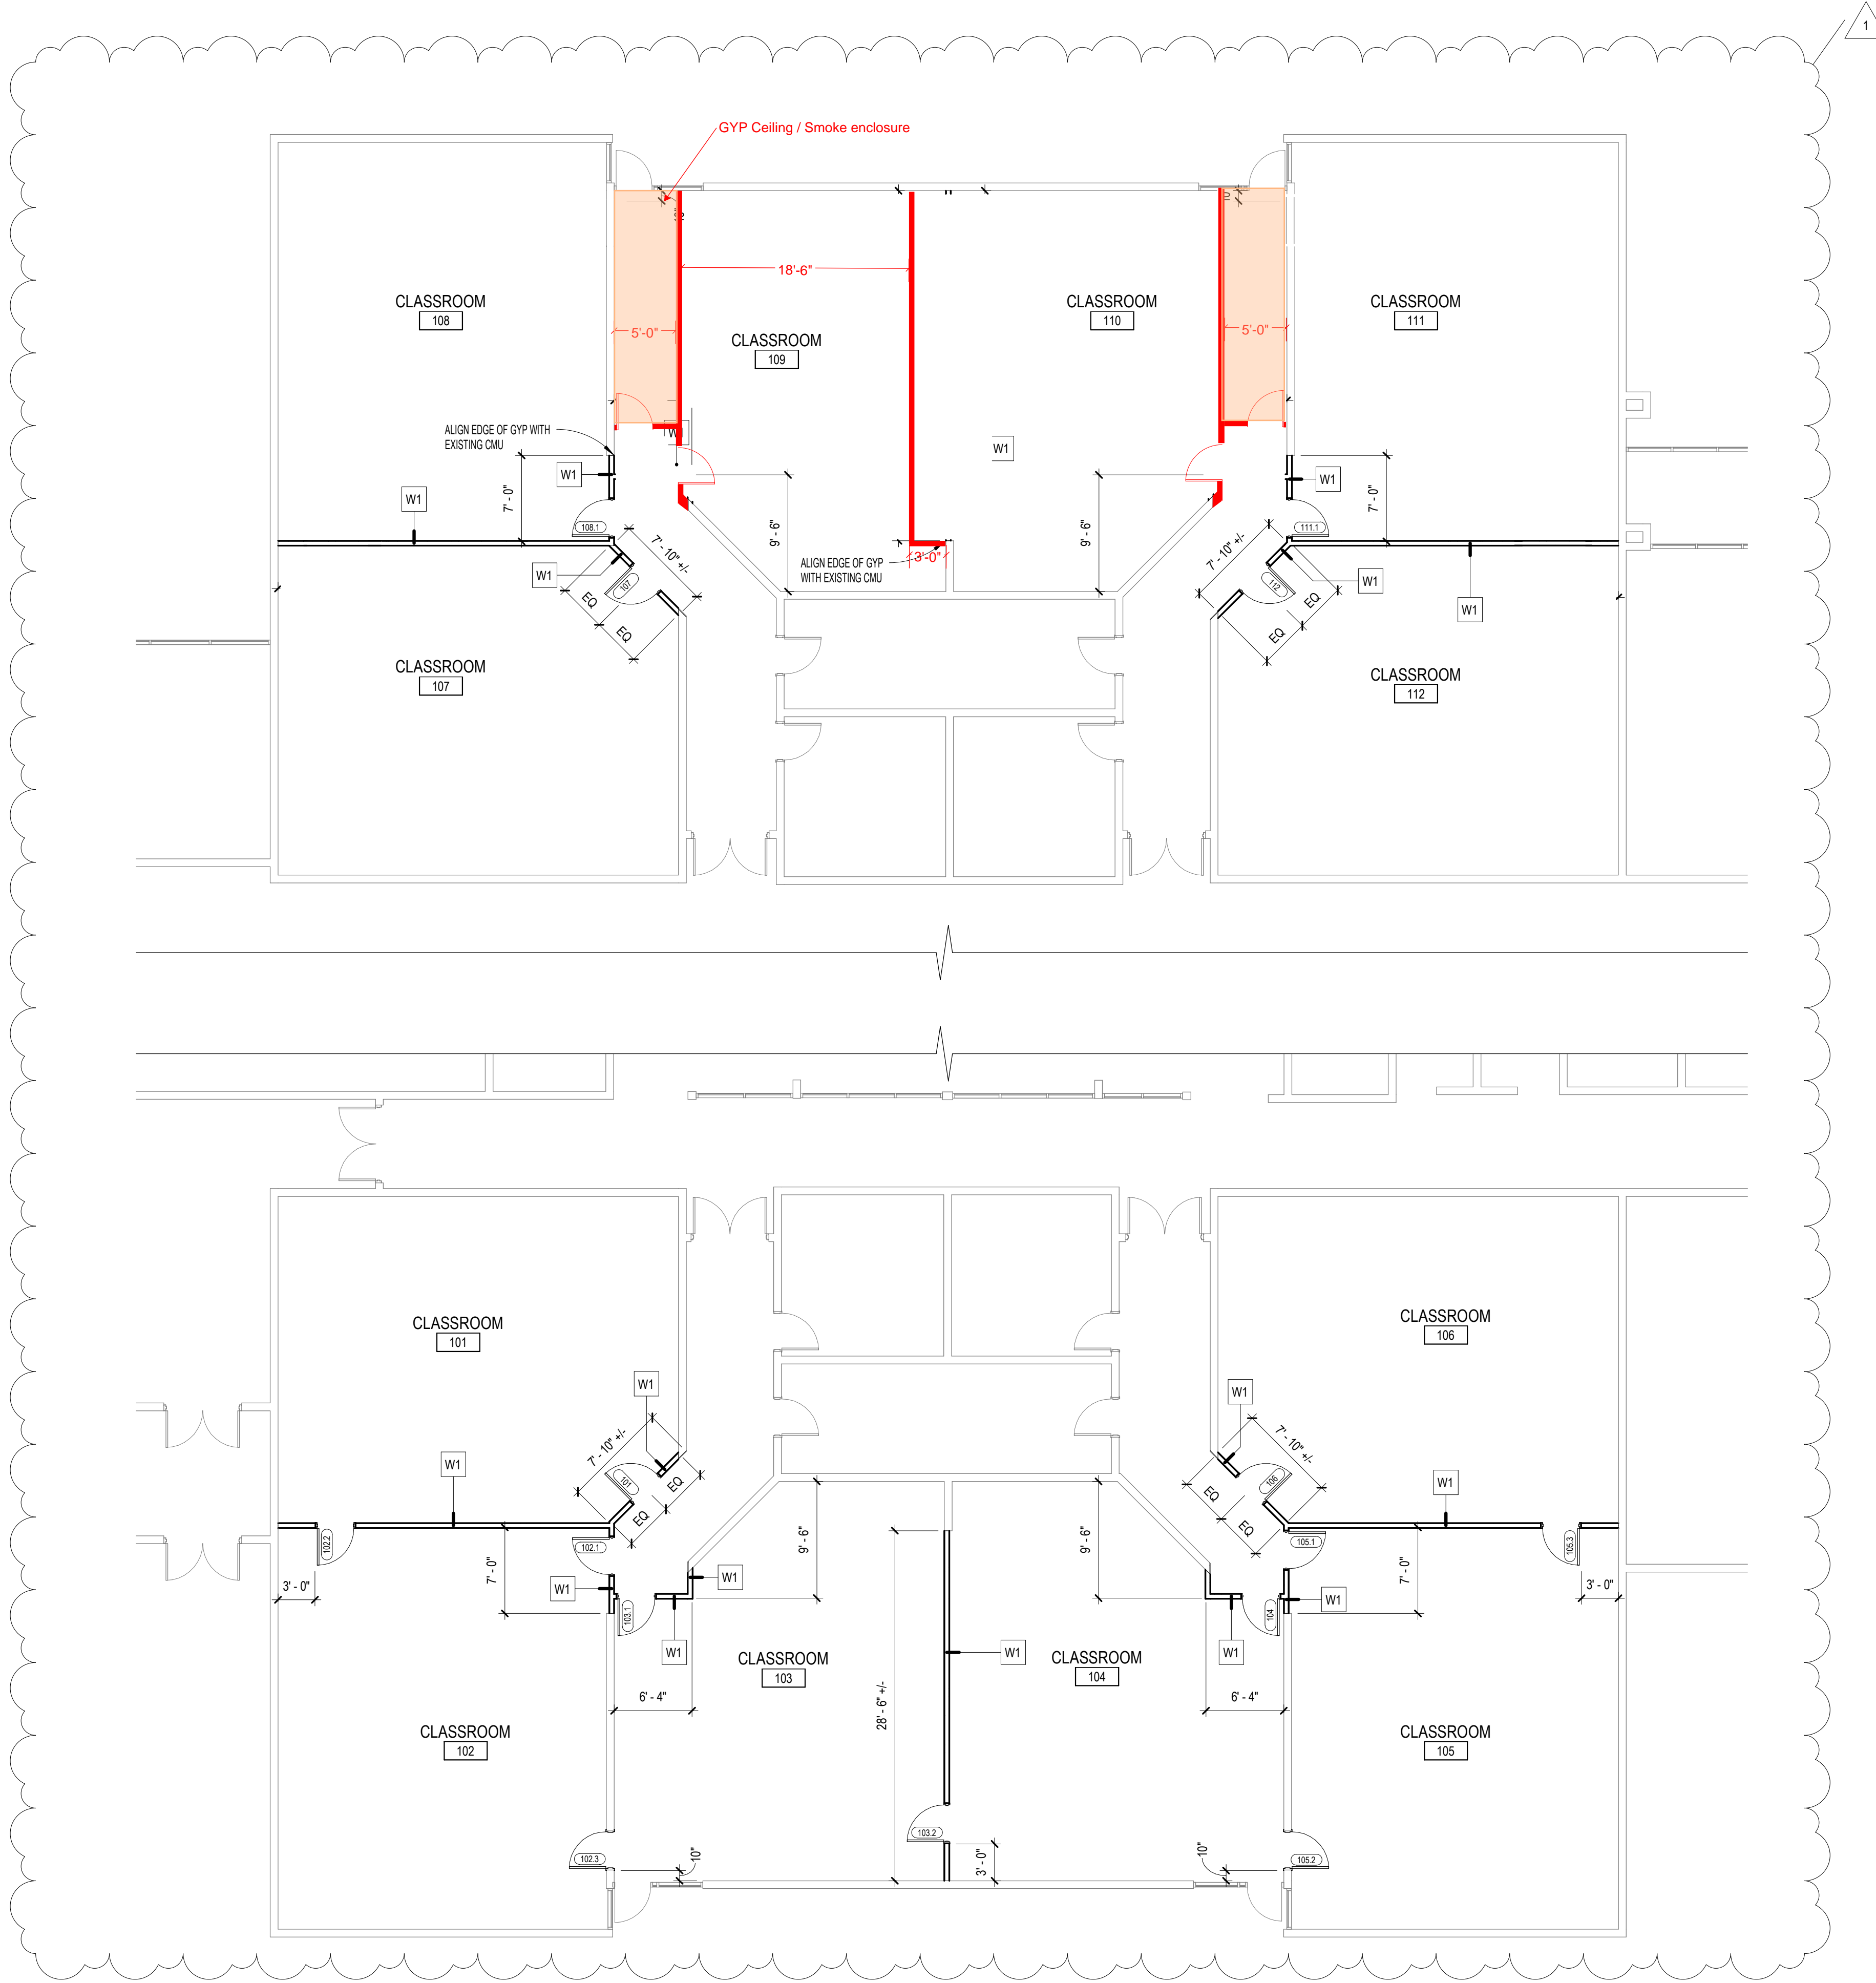 1
GYP Ceiling / Smoke enclosure
10"
10"
18'-6"
CLASSROOM
108
CLASSROOM
110
CLASSROOM
111
5'-0"
5'-0"
CLASSROOM
109
ALIGN EDGE OF GYP WITH
EXISTING CMU
W1
W1
W1
W1
7' - 0"
7' - 0"
108.1
111.1
9' - 6"
9' - 6"
7' - 10" +/-
7' - 10" +/-
3'-0"
ALIGN EDGE OF GYP
WITH EXISTING CMU
W1
107
112
W1
EQ
EQ
EQ
EQ
W1
CLASSROOM
107
CLASSROOM
112
CLASSROOM
101
CLASSROOM
106
W1
W1
7' - 10" +/-
7' - 10" +/-
W1
101
EQ
EQ
106
EQ
EQ
W1
102.2
102.1
105.1
105.3
9' - 6"
9' - 6"
7' - 0"
7' - 0"
3' - 0"
W1
W1
W1
3' - 0"
103.1
104
W1
W1
W1
CLASSROOM
103
CLASSROOM
104
6' - 4"
28' - 6" +/-
6' - 4"
CLASSROOM
102
CLASSROOM
105
103.2
102.3
10"
3' - 0"
10"
105.2